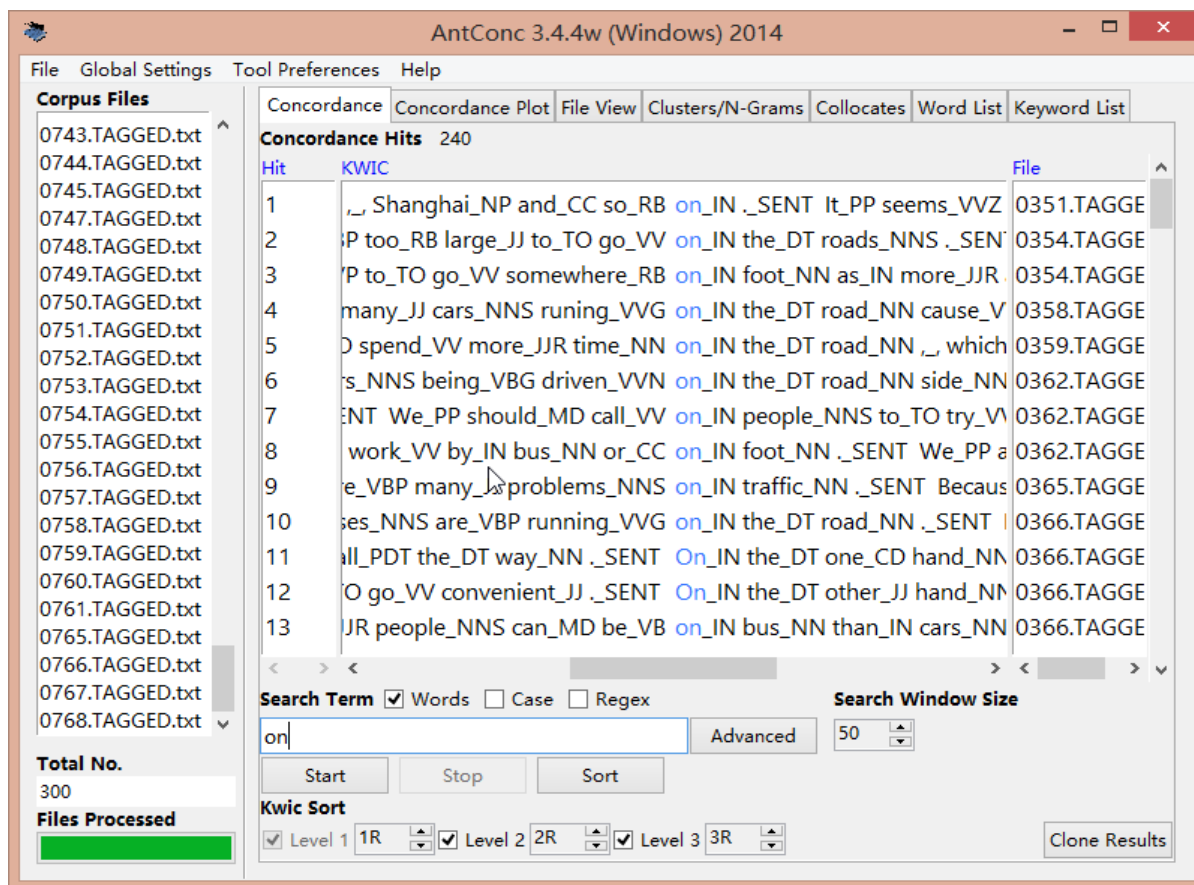 AntConc 3.4.4w (Windows) 2014
File Global Settings Tool Preferences Help
Corpus Files
0743.TAGGED.txt
0744.TAGGED.txt
0745.TAGGED.txt
0747.TAGGED.txt
0748.TAGGED.txt
0749.TAGGED.txt
0750.TAGGED.txt
0751.TAGGED.txt
0752.TAGGED.txt
0753.TAGGED.txt
0754.TAGGED.txt
0755.TAGGED.txt
0756.TAGGED.txt
0757.TAGGED.txt
0758.TAGGED.txt
0759.TAGGED.txt
0760.TAGGED.txt
0761.TAGGED.txt
0765.TAGGED.txt
0766.TAGGED.txt
0767.TAGGED.txt
0768.TAGGED.txt
Total No.
300
Files Processed
Concordance Concordance Plot File View Clusters/N-Grams Collocates Word List Keyword List
Concordance Hits 240
Hit KWIC File
1 ,_, Shanghai_NP and_CC so_RB on_IN ._SENT It_PP seems_VVZ 0351.TAGGE
2 too_RB large_JJ to_TO go_VV on_IN the_DT roads_NNS ._SENT 0354.TAGGE
3 to_TO go_VV somewhere_RB on_IN foot_NN as_IN more_JJR 0354.TAGGE
4 many_JJ cars_NNS runing_VVG on_IN the_DT road_NN cause_V 0358.TAGGE
5 spend_VV more_JJR time_NN on_IN the_DT road_NN ,_, which 0359.TAGGE
6 rs_NNS being_VBG driven_VVN on_IN the_DT road_NN side_NN 0362.TAGGE
7 ENT We_PP should_MD call_VV on_IN people_NNS to_TO try_VV 0362.TAGGE
8 work_VV by_IN bus_NN or_CC on_IN foot_NN ._SENT We_PP a 0362.TAGGE
9 re_VBP many_JJ problems_NNS on_IN traffic_NN ._SENT Becaus 0365.TAGGE
10 ses_NNS are_VBP running_VVG on_IN the_DT road_NN ._SENT 0366.TAGGE
11 all_PDT the_DT way_NN ._SENT On_IN the_DT one_CD hand_NN 0366.TAGGE
12 go_VV convenient_JJ ._SENT On_IN the_DT other_JJ hand_NN 0366.TAGGE
13 JJR people_NNS can_MD be_VB on_IN bus_NN than_IN cars_NN 0366.TAGGE
Search Term Words Case Regex Search Window Size
on Advanced 50
Start Stop Sort
Kwic Sort
Level 1 1R Level 2 2R Level 3 3R Clone Results